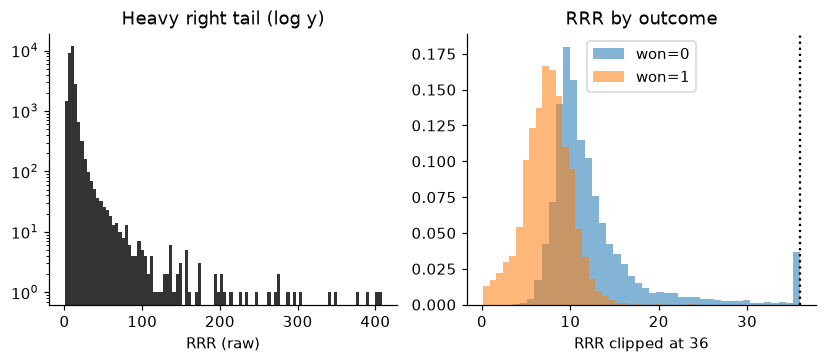 Heavy right tail (log y)
10⁴
10³
10²
10¹
10⁰
0 100 200 300 400
RRR (raw)
RRR by outcome
won=0
won=1
0.175
0.150
0.125
0.100
0.075
0.050
0.025
0.000
0 10 20 30
RRR clipped at 36